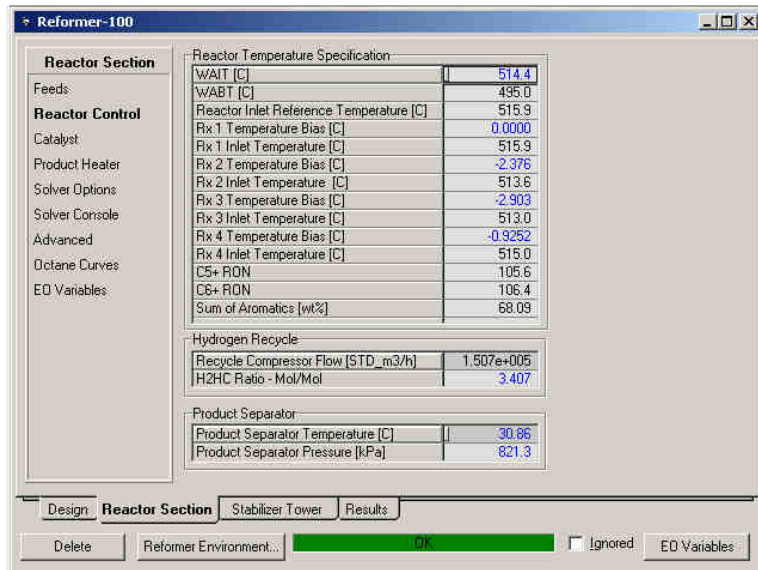 Reformer-100
Reactor Section
Feeds
Reactor Control
Catalyst
Product Heater
Solver Options
Solver Console
Advanced
Octane Curves
EO Variables
Reactor Temperature Specification
WAIT [C] 514.4
WABT [C] 495.0
Reactor Inlet Reference Temperature [C] 515.9
Rx 1 Temperature Bias [C] 0.0000
Rx 1 Inlet Temperature [C] 515.9
Rx 2 Temperature Bias [C] -2.376
Rx 2 Inlet Temperature [C] 513.6
Rx 3 Temperature Bias [C] -2.903
Rx 3 Inlet Temperature [C] 513.0
Rx 4 Temperature Bias [C] -0.9252
Rx 4 Inlet Temperature [C] 515.0
C5+ RON 105.6
C6+ RON 106.4
Sum of Aromatics [wt%] 68.09
Hydrogen Recycle
Recycle Compressor Flow [STD_m3/h] 1.507e+005
H2HC Ratio - Mol/Mol 3.407
Product Separator
Product Separator Temperature [C] 30.86
Product Separator Pressure [kPa] 821.3
Design Reactor Section Stabilizer Tower Results
Delete Reformer Environment... OK Ignored EO Variables